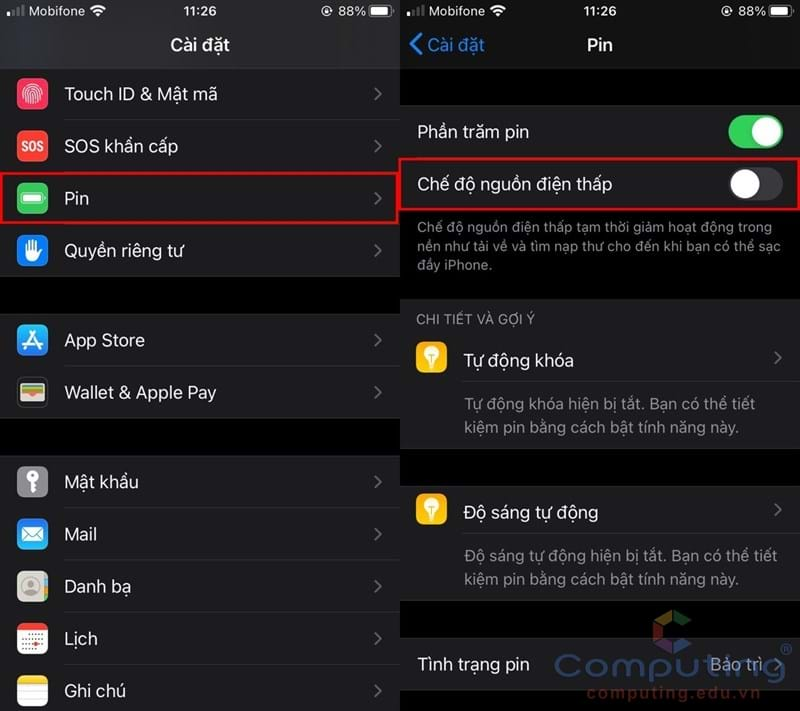 Mobifone 11:26 88%
Cài đặt
Touch ID & Mật mã
SOS SOS khẩn cấp
Pin
Quyền riêng tư
App Store
Wallet & Apple Pay
Mật khẩu
Mail
Danh bạ
Lịch
Ghi chú
Mobifone 11:26 88%
Cài đặt Pin
Phần trăm pin
Chế độ nguồn điện thấp
Chế độ nguồn điện thấp tạm thời giảm hoạt động trong
nền như tải về và tìm nạp thư cho đến khi bạn có thể sạc
đầy iPhone.
CHI TIẾT VÀ GỢI Ý
Tự động khóa
Tự động khóa hiện bị tắt. Bạn có thể tiết
kiệm pin bằng cách bật tính năng này.
Độ sáng tự động
Độ sáng tự động hiện bị tắt. Bạn có thể tiết
kiệm pin bằng cách bật tính năng này.
Tình trạng pin Bảo trì
Computing®
computing.edu.vn